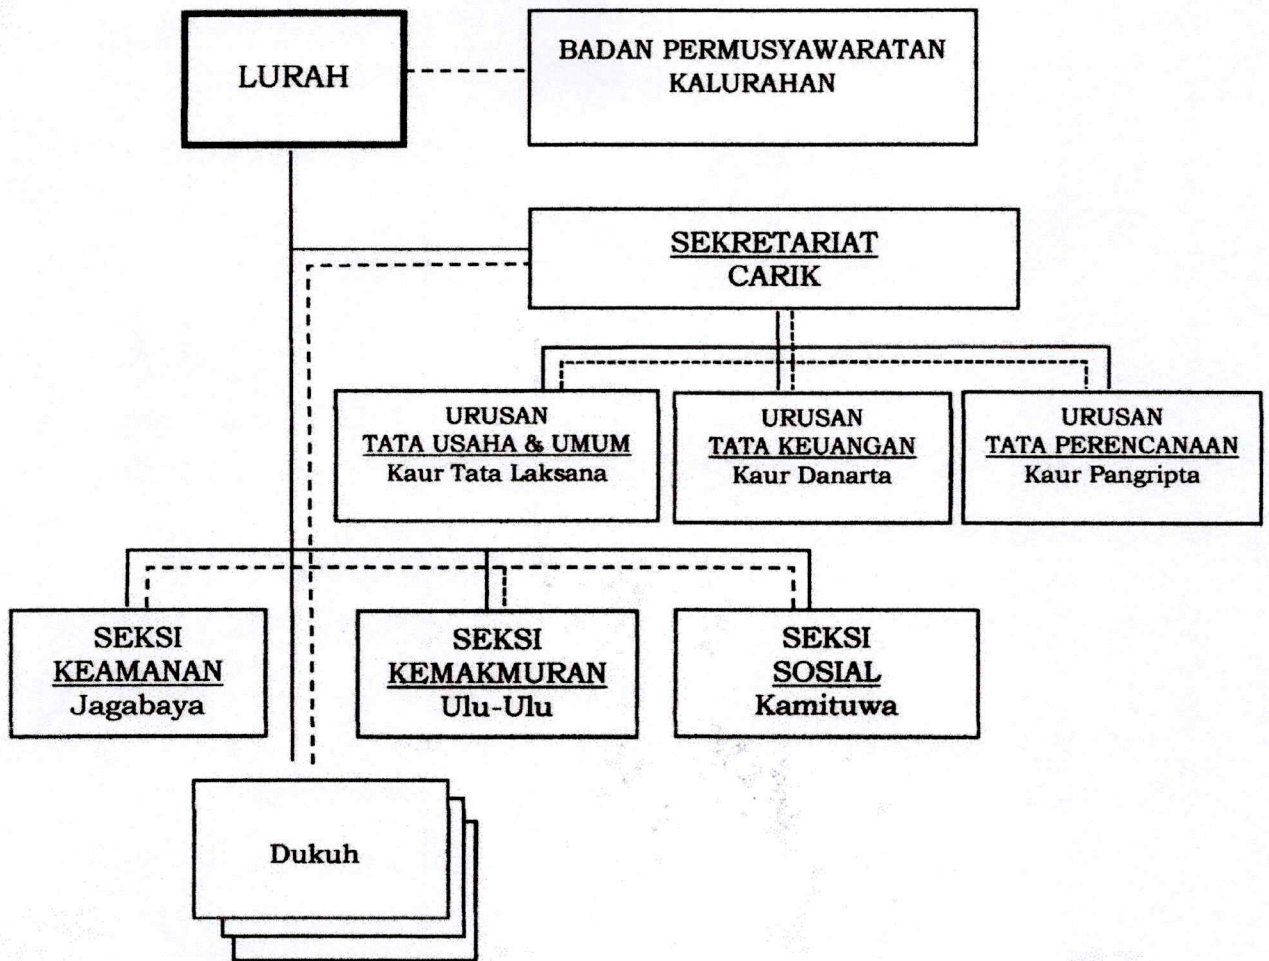 LURAH
BADAN PERMUSYAWARATAN
KALURAHAN
SEKRETARIAT
CARIK
URUSAN
TATA USAHA & UMUM
Kaur Tata Laksana
URUSAN
TATA KEUANGAN
Kaur Danarta
URUSAN
TATA PERENCANAAN
Kaur Pangripta
SEKSI
KEAMANAN
Jagabaya
SEKSI
KEMAKMURAN
Ulu-Ulu
SEKSI
SOSIAL
Kamituwa
Dukuh